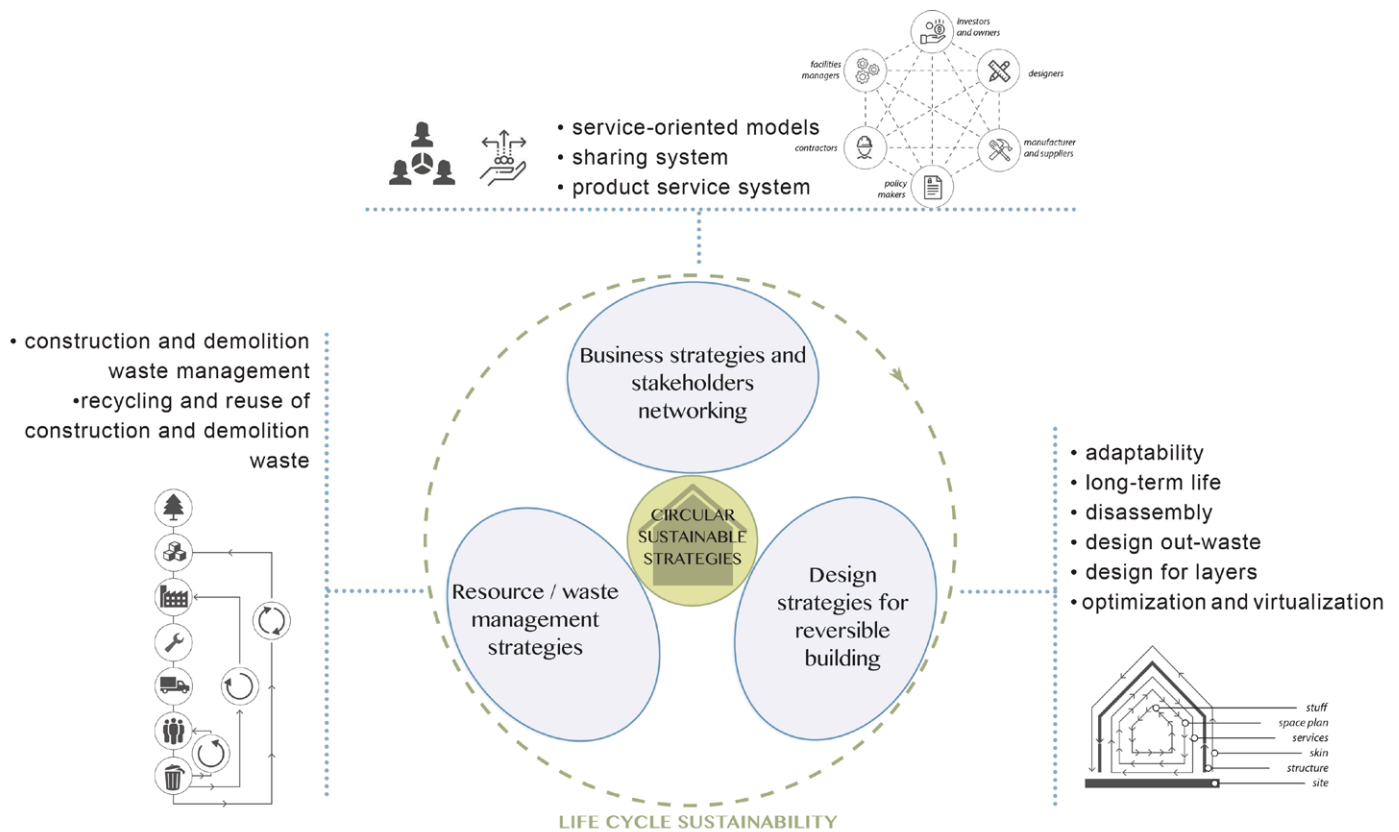 investors
and owners
facilities
managers
designers
contractors
manufacturer
and suppliers
policy
makers
• service-oriented models
• sharing system
• product service system
Business strategies and
stakeholders
networking
• construction and demolition
waste management
•recycling and reuse of
construction and demolition
waste
CIRCULAR
SUSTAINABLE
STRATEGIES
Resource / waste
management
strategies
Design
strategies for
reversible
building
• adaptability
• long-term life
• disassembly
• design out-waste
• design for layers
• optimization and virtualization
stuff
space plan
services
skin
structure
site
LIFE CYCLE SUSTAINABILITY